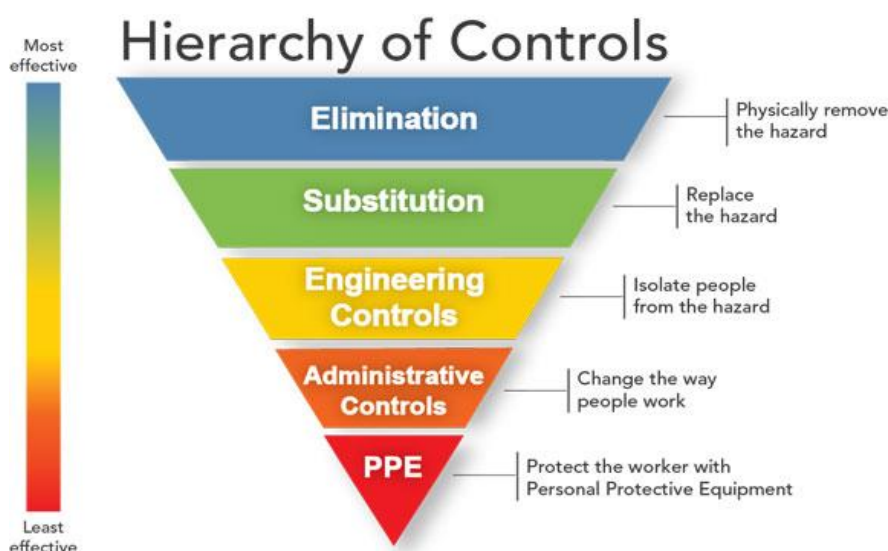 Hierarchy of Controls
Most
effective
Elimination
Physically remove
the hazard
Substitution
Replace
the hazard
Engineering
Controls
Isolate people
from the hazard
Administrative
Controls
Change the way
people work
PPE
Protect the worker with
Personal Protective Equipment
Least
effective